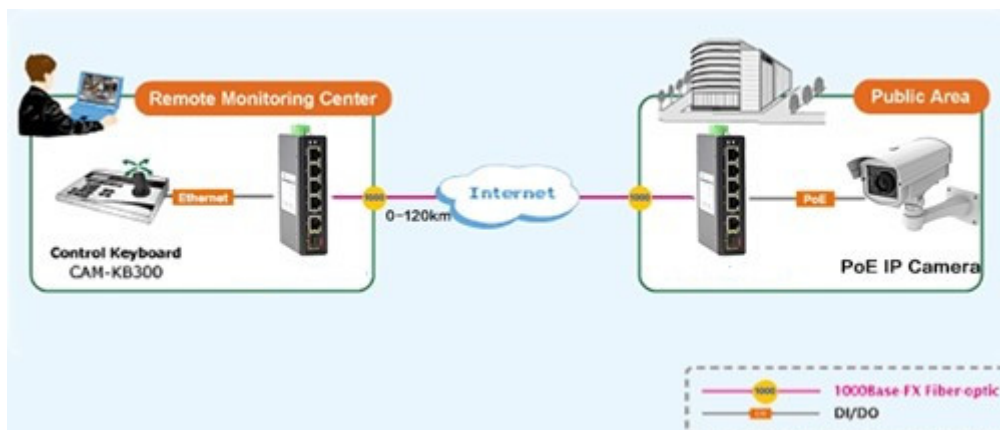 Remote Monitoring Center
Public Area
Ethernet
1000
0-120km
Internet
1000
PoE
Control Keyboard
CAM-KB300
PoE IP Camera
1000
1000Base-FX Fiber-optic
DI/DO